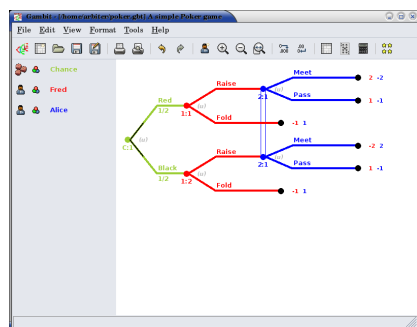 Gambit - [/home/arbiter/poker.gbt] A simple Poker game
File Edit View Format Tools Help
Chance
Fred
Alice
C:1
(u)
Red
1/2
Black
1/2
1:1
(u)
Raise
Fold
-1 1
2:1
(u)
Meet
2 -2
Pass
1 -1
1:2
(u)
Raise
Fold
-1 1
2:1
(u)
Meet
-2 2
Pass
1 -1